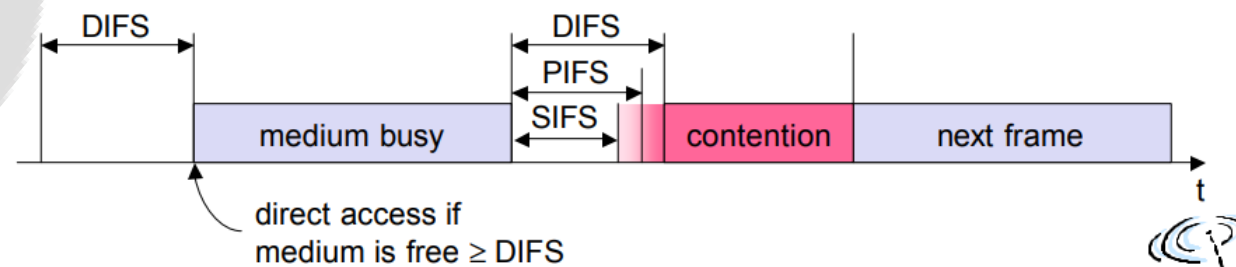 DIFS
DIFS
PIFS
SIFS
medium busy
contention
next frame
t
direct access if
medium is free ≥ DIFS